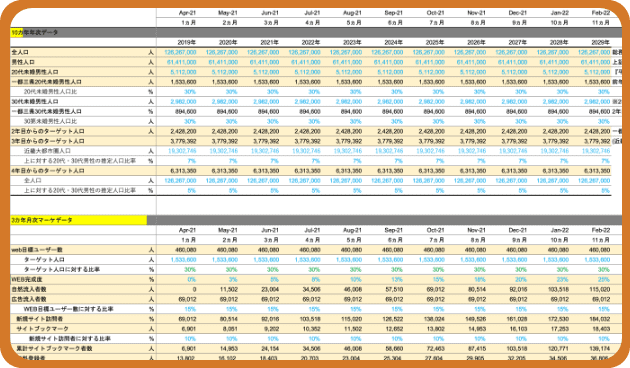 Apr-21 May-21 Jun-21 Jul-21 Aug-21 Sep-21 Oct-21 Nov-21 Dec-21 Jan-22 Feb-22
1ヵ月 2ヵ月 3ヵ月 4ヵ月 5ヵ月 6ヵ月 7ヵ月 8ヵ月 9ヵ月 10ヵ月 11ヵ月
10カ年年次データ
2019年 2020年 2021年 2022年 2023年 2024年 2025年 2026年 2027年 2028年 2029年
全人口 人 126,267,000 126,267,000 126,267,000 126,267,000 126,267,000 126,267,000 126,267,000 126,267,000 126,267,000 126,267,000 126,267,000
男性人口 人 61,411,000 61,411,000 61,411,000 61,411,000 61,411,000 61,411,000 61,411,000 61,411,000 61,411,000 61,411,000 61,411,000
20代未婚男性人口 人 5,112,000 5,112,000 5,112,000 5,112,000 5,112,000 5,112,000 5,112,000 5,112,000 5,112,000 5,112,000 5,112,000
一都三県20代未婚男性人口 人 1,533,600 1,533,600 1,533,600 1,533,600 1,533,600 1,533,600 1,533,600 1,533,600 1,533,600 1,533,600 1,533,600
20代未婚男性人口比 % 30% 30% 30% 30% 30% 30% 30% 30% 30% 30% 30%
30代未婚男性人口 人 2,982,000 2,982,000 2,982,000 2,982,000 2,982,000 2,982,000 2,982,000 2,982,000 2,982,000 2,982,000 2,982,000
一都三県30代未婚男性人口 人 894,600 894,600 894,600 894,600 894,600 894,600 894,600 894,600 894,600 894,600 894,600
30代未婚男性人口比 % 30% 30% 30% 30% 30% 30% 30% 30% 30% 30% 30%
2年目からのターゲット人口 人 2,428,200 2,428,200 2,428,200 2,428,200 2,428,200 2,428,200 2,428,200 2,428,200 2,428,200 2,428,200 2,428,200
3年目からのターゲット人口 3,779,392 3,779,392 3,779,392 3,779,392 3,779,392 3,779,392 3,779,392 3,779,392 3,779,392 3,779,392 3,779,392
近畿大都市圏人口 人 19,302,746 19,302,746 19,302,746 19,302,746 19,302,746 19,302,746 19,302,746 19,302,746 19,302,746 19,302,746 19,302,746
上に対する20代・30代男性の推定人口比率 % 7% 7% 7% 7% 7% 7% 7% 7% 7% 7% 7%
4年目からのターゲット人口 6,313,350 6,313,350 6,313,350 6,313,350 6,313,350 6,313,350 6,313,350 6,313,350 6,313,350 6,313,350 6,313,350
全人口 人 126,267,000 126,267,000 126,267,000 126,267,000 126,267,000 126,267,000 126,267,000 126,267,000 126,267,000 126,267,000 126,267,000
上に対する20代・30代男性の推定人口比率 % 5% 5% 5% 5% 5% 5% 5% 5% 5% 5% 5%
3カ年月次マーケデータ
Apr-21 May-21 Jun-21 Jul-21 Aug-21 Sep-21 Oct-21 Nov-21 Dec-21 Jan-22 Feb-22
1ヵ月 2ヵ月 3ヵ月 4ヵ月 5ヵ月 6ヵ月 7ヵ月 8ヵ月 9ヵ月 10ヵ月 11ヵ月
web目標ユーザー数 人 460,080 460,080 460,080 460,080 460,080 460,080 460,080 460,080 460,080 460,080 460,080
ターゲット人口 人 1,533,600 1,533,600 1,533,600 1,533,600 1,533,600 1,533,600 1,533,600 1,533,600 1,533,600 1,533,600 1,533,600
ターゲット人口に対する比率 % 30% 30% 30% 30% 30% 30% 30% 30% 30% 30% 30%
WEB完成度 % 0% 3% 5% 8% 10% 13% 15% 18% 20% 23% 25%
自然流入者数 人 0 11,502 23,004 34,506 46,008 57,510 69,012 80,514 92,016 103,518 115,020
広告流入者数 人 69,012 69,012 69,012 69,012 69,012 69,012 69,012 69,012 69,012 69,012 69,012
WEB目標ユーザー数に対する比率 % 15% 15% 15% 15% 15% 15% 15% 15% 15% 15% 15%
新規サイト訪問者 人 69,012 80,514 92,016 103,518 115,020 126,522 138,024 149,526 161,028 172,530 184,032
サイトブックマーク 人 6,901 8,051 9,202 10,352 11,502 12,652 13,802 14,953 16,103 17,253 18,403
新規サイト訪問者に対する比率 % 10% 10% 10% 10% 10% 10% 10% 10% 10% 10% 10%
累計サイトブックマーク者数 人 6,901 14,953 24,154 34,506 46,008 58,660 72,463 87,415 103,518 120,771 139,174
人 13,802 16,102 18,403 20,703 23,004 25,304 27,604 29,905 32,205 34,506 36,806